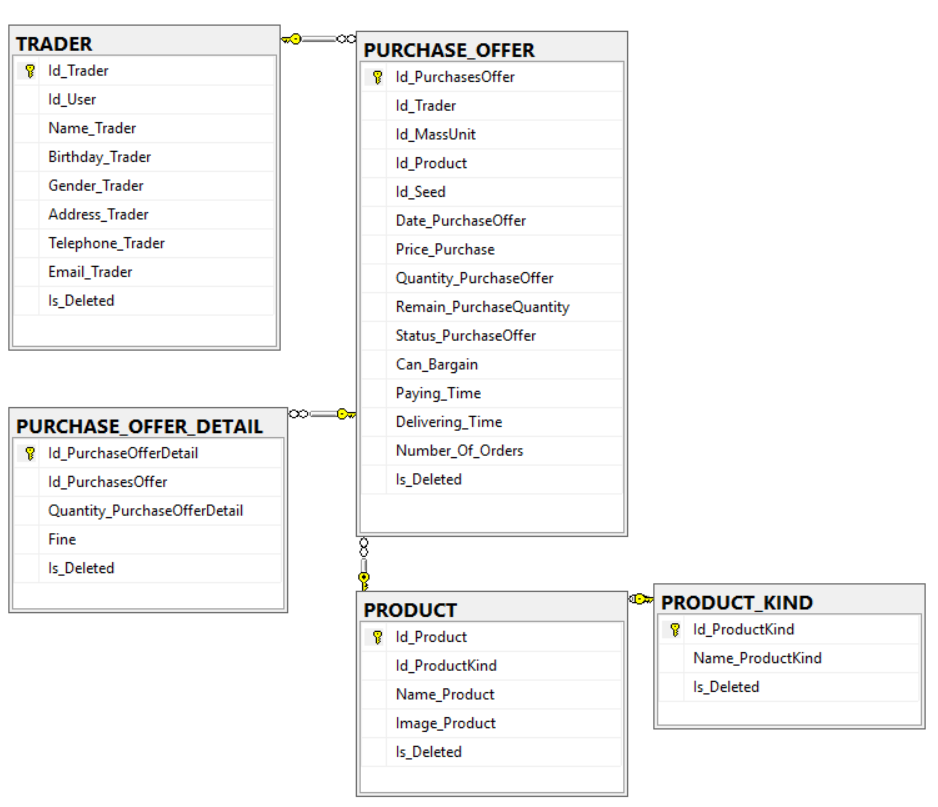 TRADER
Id_Trader
Id_User
Name_Trader
Birthday_Trader
Gender_Trader
Address_Trader
Telephone_Trader
Email_Trader
Is_Deleted
PURCHASE_OFFER
Id_PurchasesOffer
Id_Trader
Id_MassUnit
Id_Product
Id_Seed
Date_PurchaseOffer
Price_Purchase
Quantity_PurchaseOffer
Remain_PurchaseQuantity
Status_PurchaseOffer
Can_Bargain
Paying_Time
Delivering_Time
Number_Of_Orders
Is_Deleted
PURCHASE_OFFER_DETAIL
Id_PurchaseOfferDetail
Id_PurchasesOffer
Quantity_PurchaseOfferDetail
Fine
Is_Deleted
PRODUCT
Id_Product
Id_ProductKind
Name_Product
Image_Product
Is_Deleted
PRODUCT_KIND
Id_ProductKind
Name_ProductKind
Is_Deleted